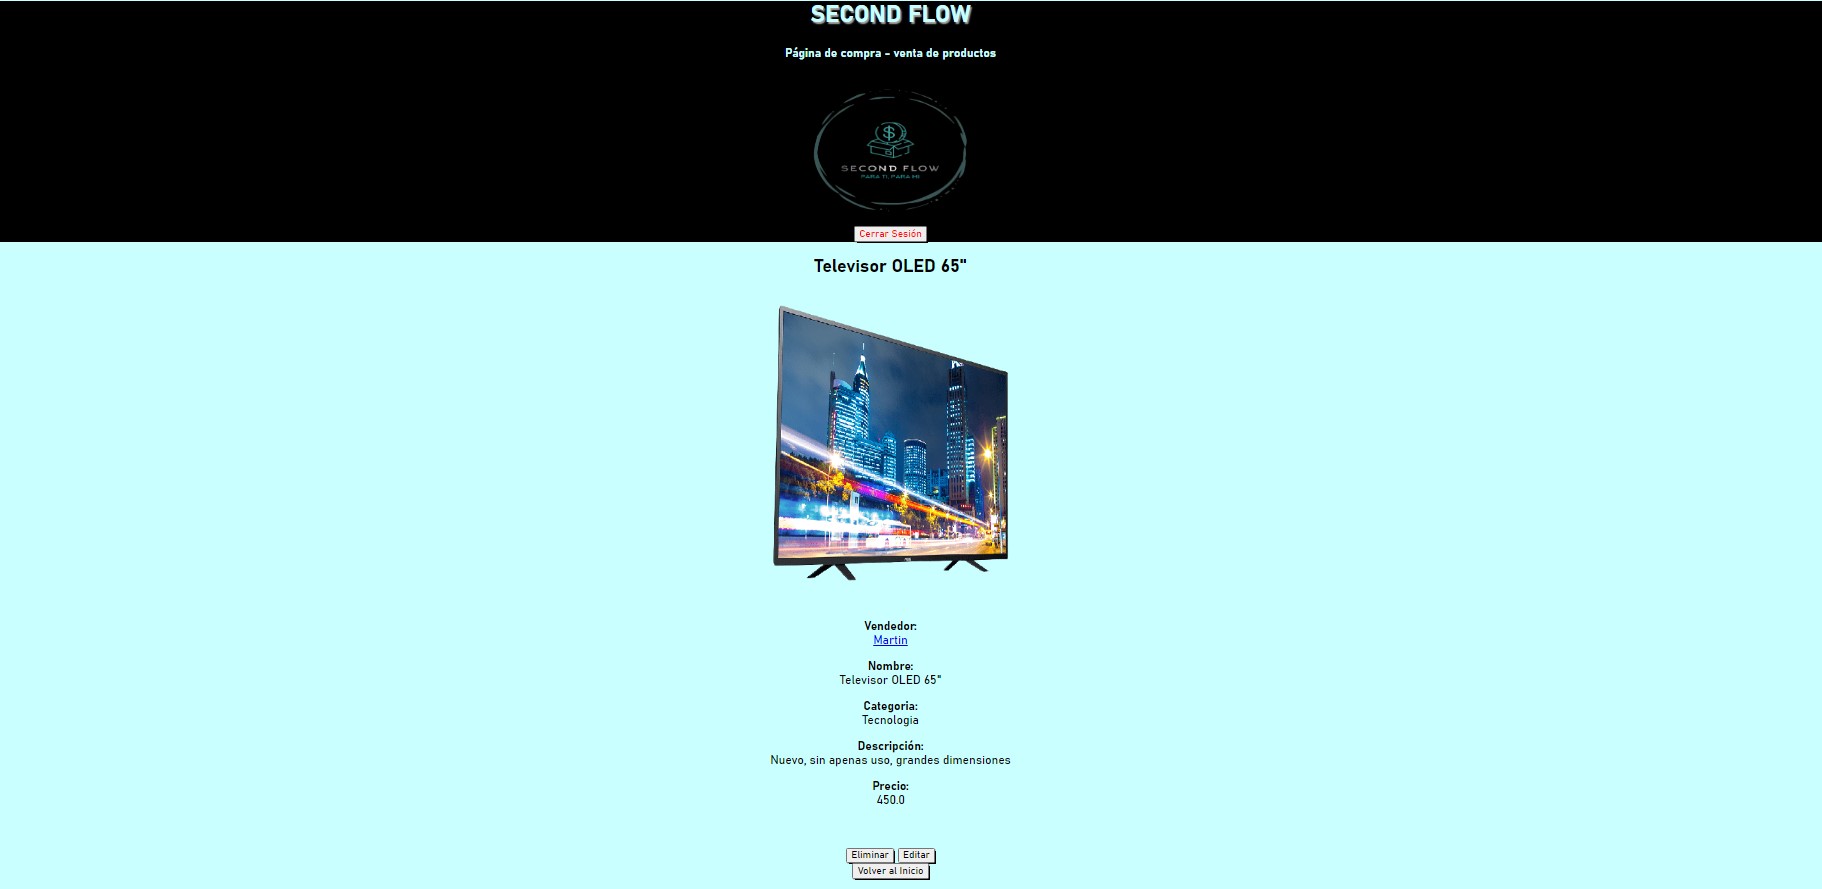 SECOND FLOW
Página de compra - venta de productos
SECOND FLOW
PARA TI, PARA MI
Cerrar Sesión
Televisor OLED 65"
Vendedor:
Martin
Nombre:
Televisor OLED 65"
Categoria:
Tecnologia
Descripción:
Nuevo, sin apenas uso, grandes dimensiones
Precio:
450.0
Eliminar Editar
Volver al Inicio